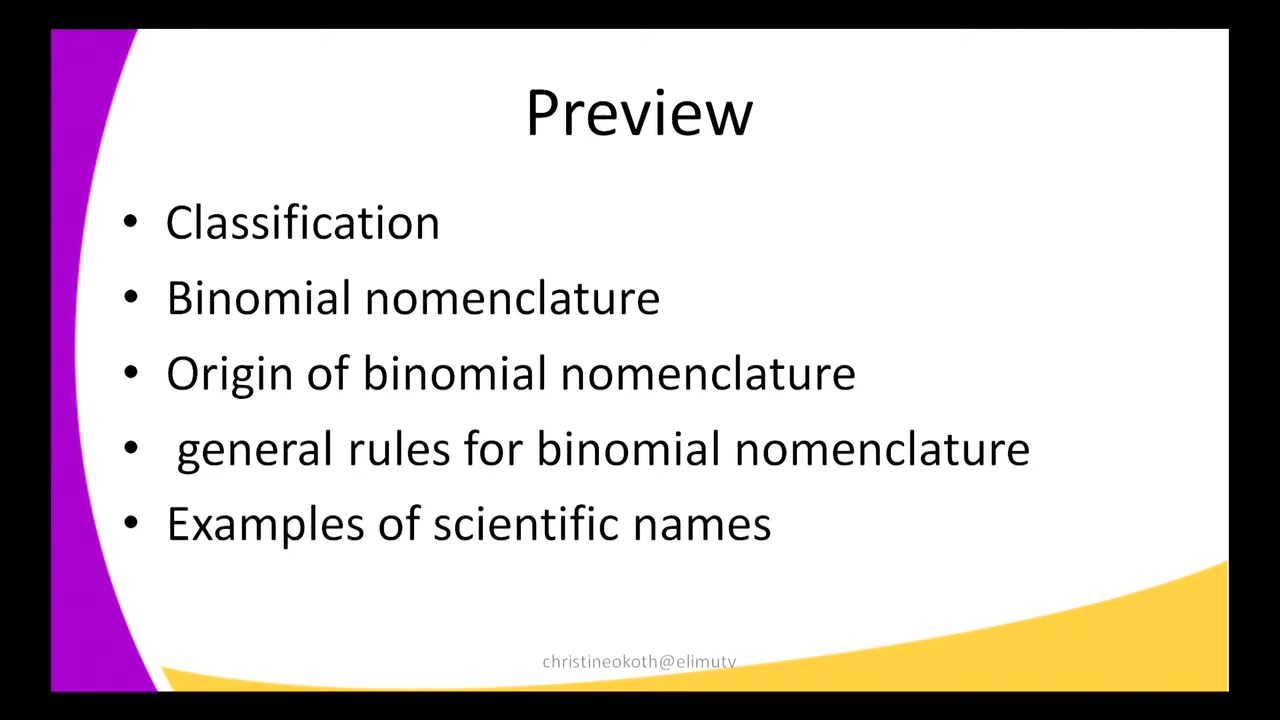 Preview
• Classification
• Binomial nomenclature
• Origin of binomial nomenclature
• general rules for binomial nomenclature
• Examples of scientific names
christineokoth@elimutv